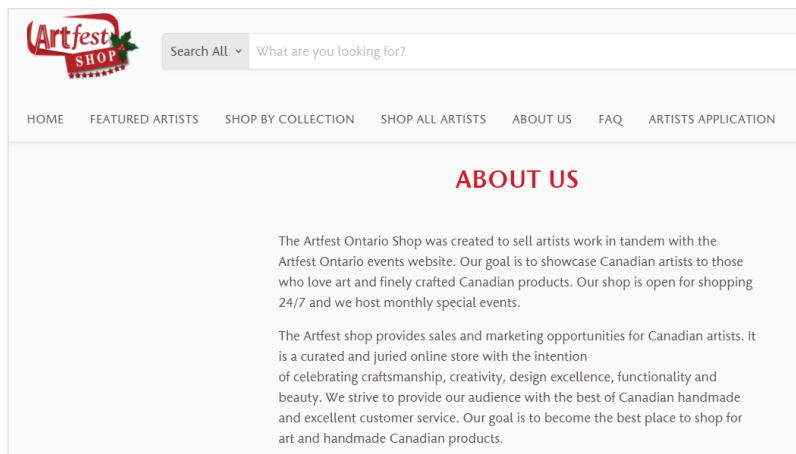 Artfest
SHOP
Search All
What are you looking for?
HOME FEATURED ARTISTS SHOP BY COLLECTION SHOP ALL ARTISTS ABOUT US FAQ ARTISTS APPLICATION
ABOUT US
The Artfest Ontario Shop was created to sell artists work in tandem with the
Artfest Ontario events website. Our goal is to showcase Canadian artists to those
who love art and finely crafted Canadian products. Our shop is open for shopping
24/7 and we host monthly special events.
The Artfest shop provides sales and marketing opportunities for Canadian artists. It
is a curated and juried online store with the intention
of celebrating craftsmanship, creativity, design excellence, functionality and
beauty. We strive to provide our audience with the best of Canadian handmade
and excellent customer service. Our goal is to become the best place to shop for
art and handmade Canadian products.